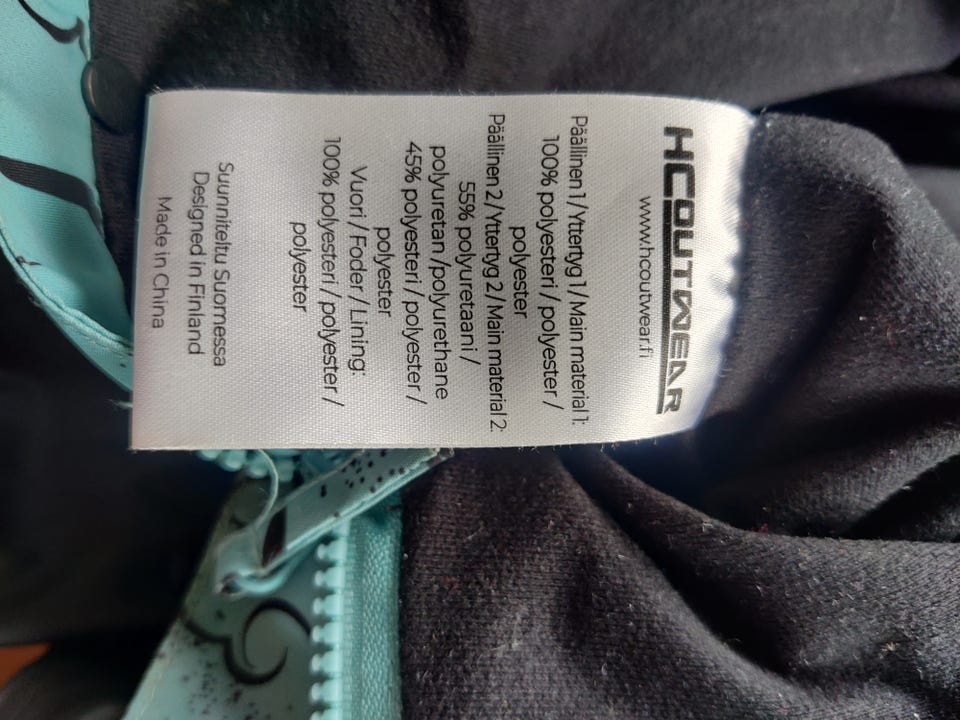 HCOUTWEAR
www.hcoutwear.fi
Päällinen 1 / Yttertyg 1 / Main material 1:
100% polyesteri / polyester /
polyester
Päällinen 2 / Yttertyg 2 / Main material 2:
55% polyuretaani /
polyuretan /polyurethane
45% polyesteri / polyester /
polyester
Vuori / Foder / Lining:
100% polyesteri / polyester /
polyester
Suunniteltu Suomessa
Designed in Finland
Made in China